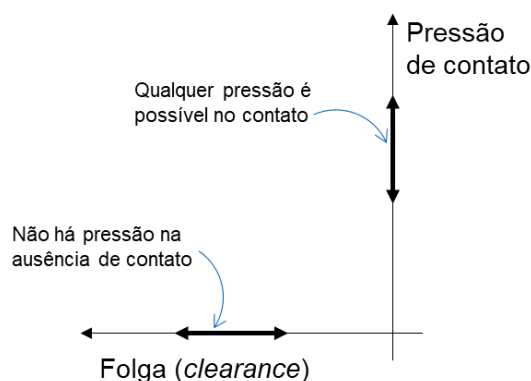 Pressão
de contato
Qualquer pressão é
possível no contato
Não há pressão na
ausência de contato
Folga (clearance)